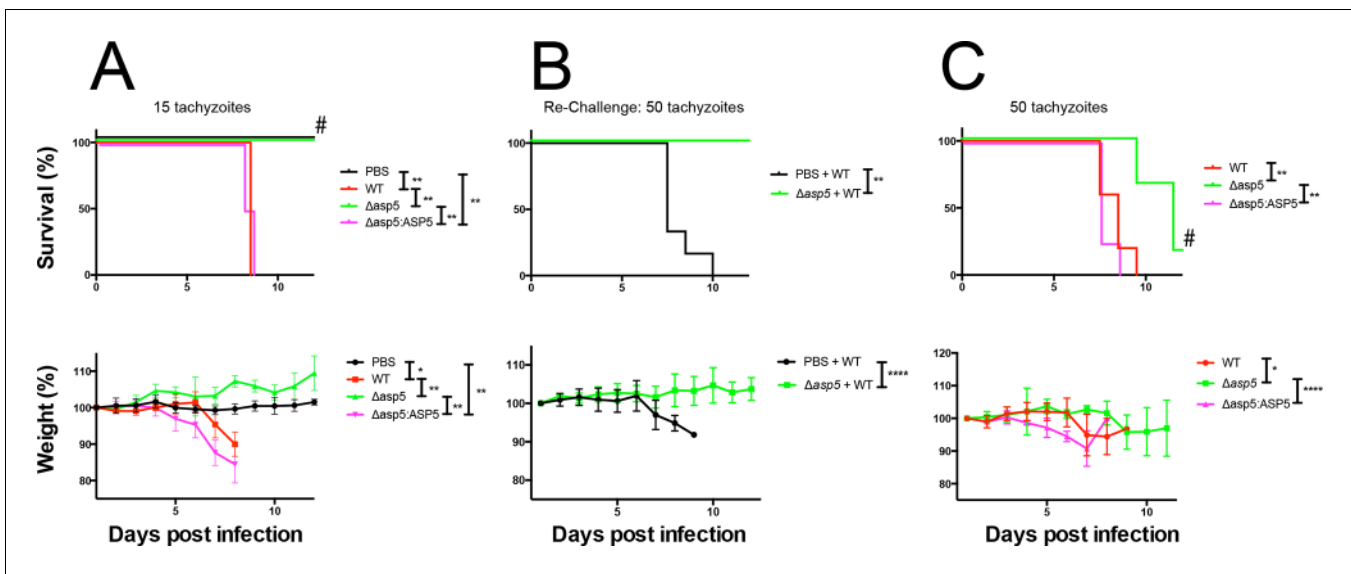 A
15 tachyzoites
Survival (%)
100
50
0
0
5
10
#
PBS
WT
Δasp5
Δasp5:ASP5
**
**
**
**
B
Re-Challenge: 50 tachyzoites
100
50
0
0
5
10
PBS + WT
Δasp5 + WT
**
C
50 tachyzoites
100
50
0
0
5
10
#
WT
Δasp5
Δasp5:ASP5
**
**
Weight (%)
110
100
90
80
5
10
Days post infection
PBS
WT
Δasp5
Δasp5:ASP5
*
**
**
**
110
100
90
80
5
10
Days post infection
PBS + WT
Δasp5 + WT
****
120
110
100
90
80
5
10
Days post infection
WT
Δasp5
Δasp5:ASP5
*
****